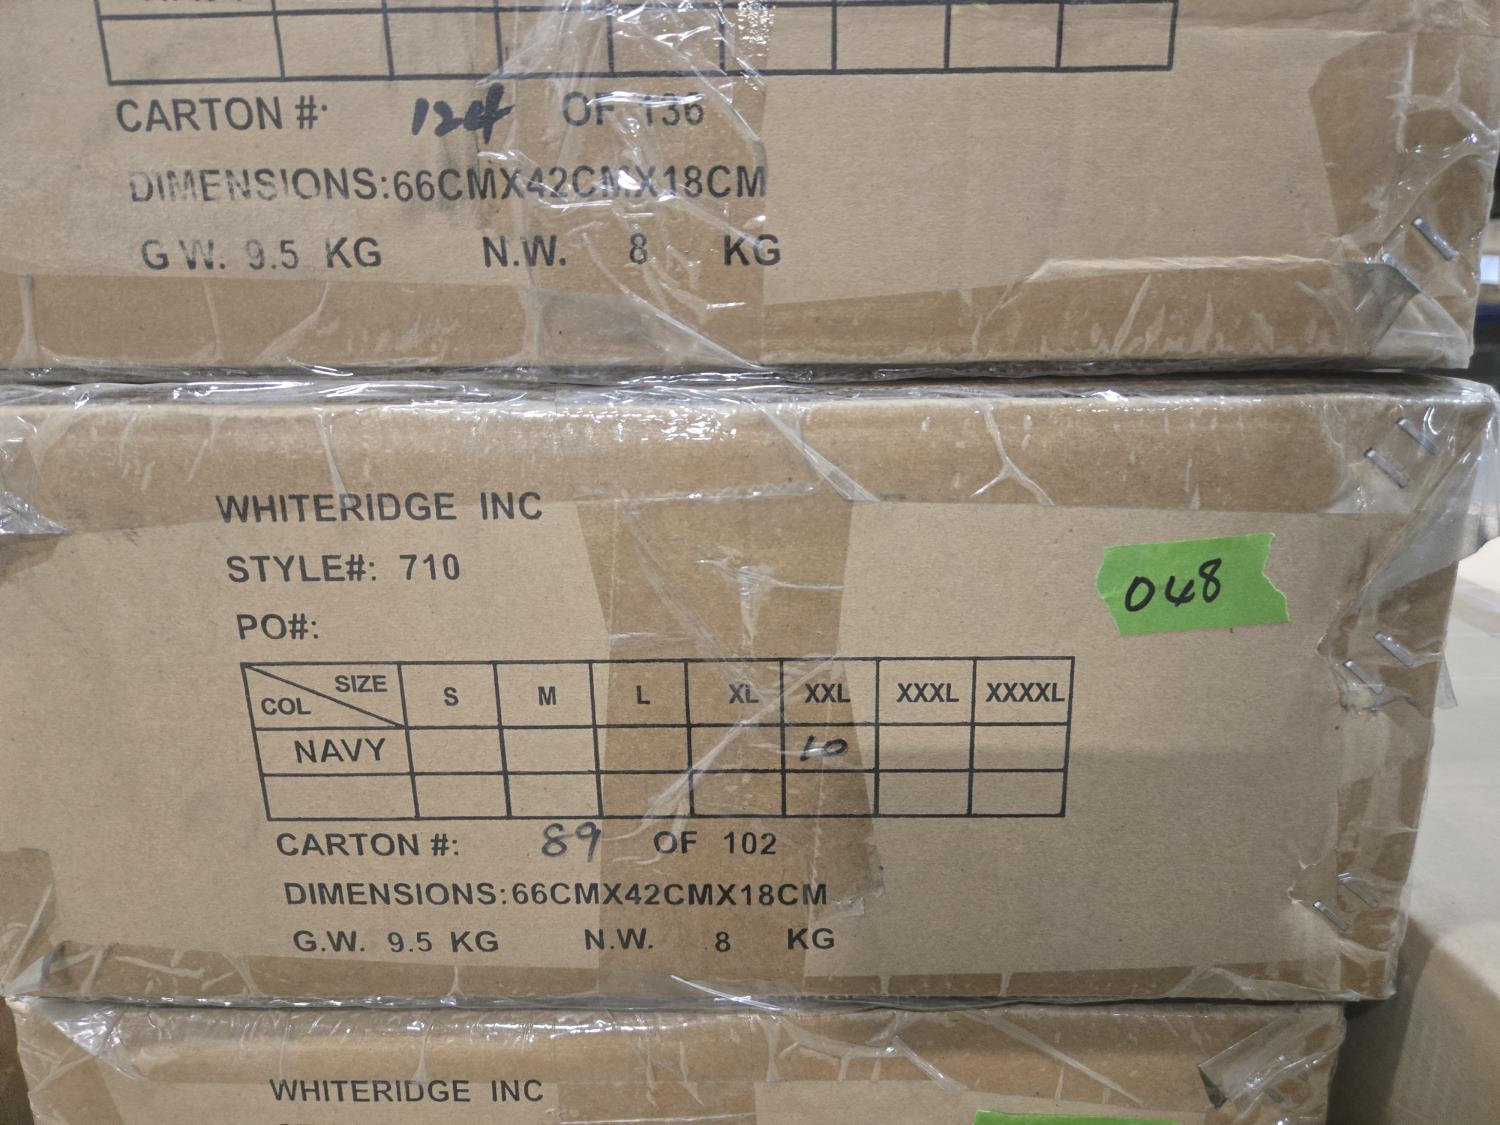 CARTON #: 124 OF 136
DIMENSIONS:66CMX42CMX18CM
G.W. 9.5 KG N.W. 8 KG
WHITERIDGE INC
STYLE#: 710
048
PO#:
SIZE
COL S M L XL XXL XXXL XXXXL
NAVY 10
CARTON #: 89 OF 102
DIMENSIONS:66CMX42CMX18CM
G.W. 9.5 KG N.W. 8 KG
WHITERIDGE INC